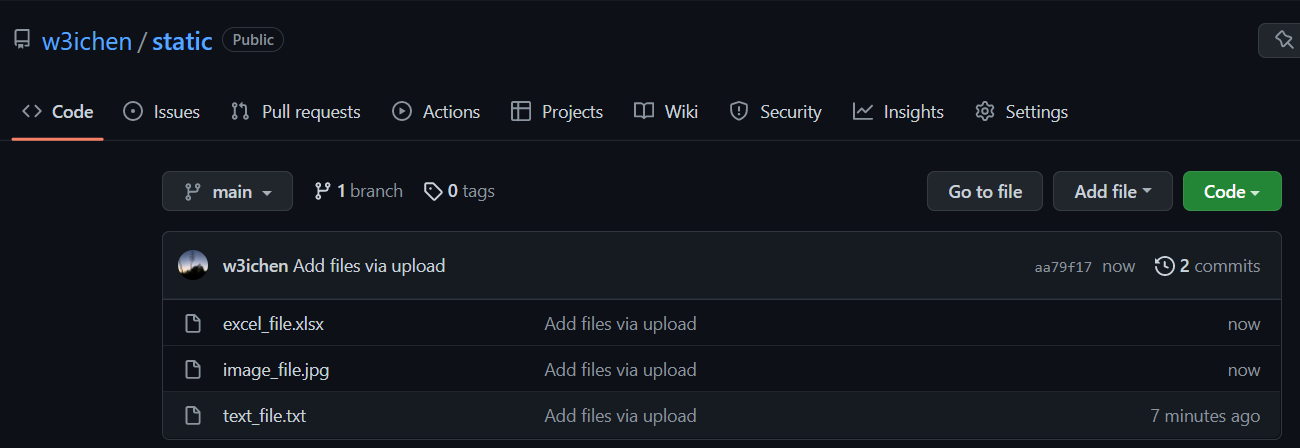 w3ichen / static Public
Code Issues Pull requests Actions Projects Wiki Security Insights Settings
main 1 branch 0 tags Go to file Add file Code
w3ichen Add files via upload aa79f17 now 2 commits
excel_file.xlsx Add files via upload now
image_file.jpg Add files via upload now
text_file.txt Add files via upload 7 minutes ago